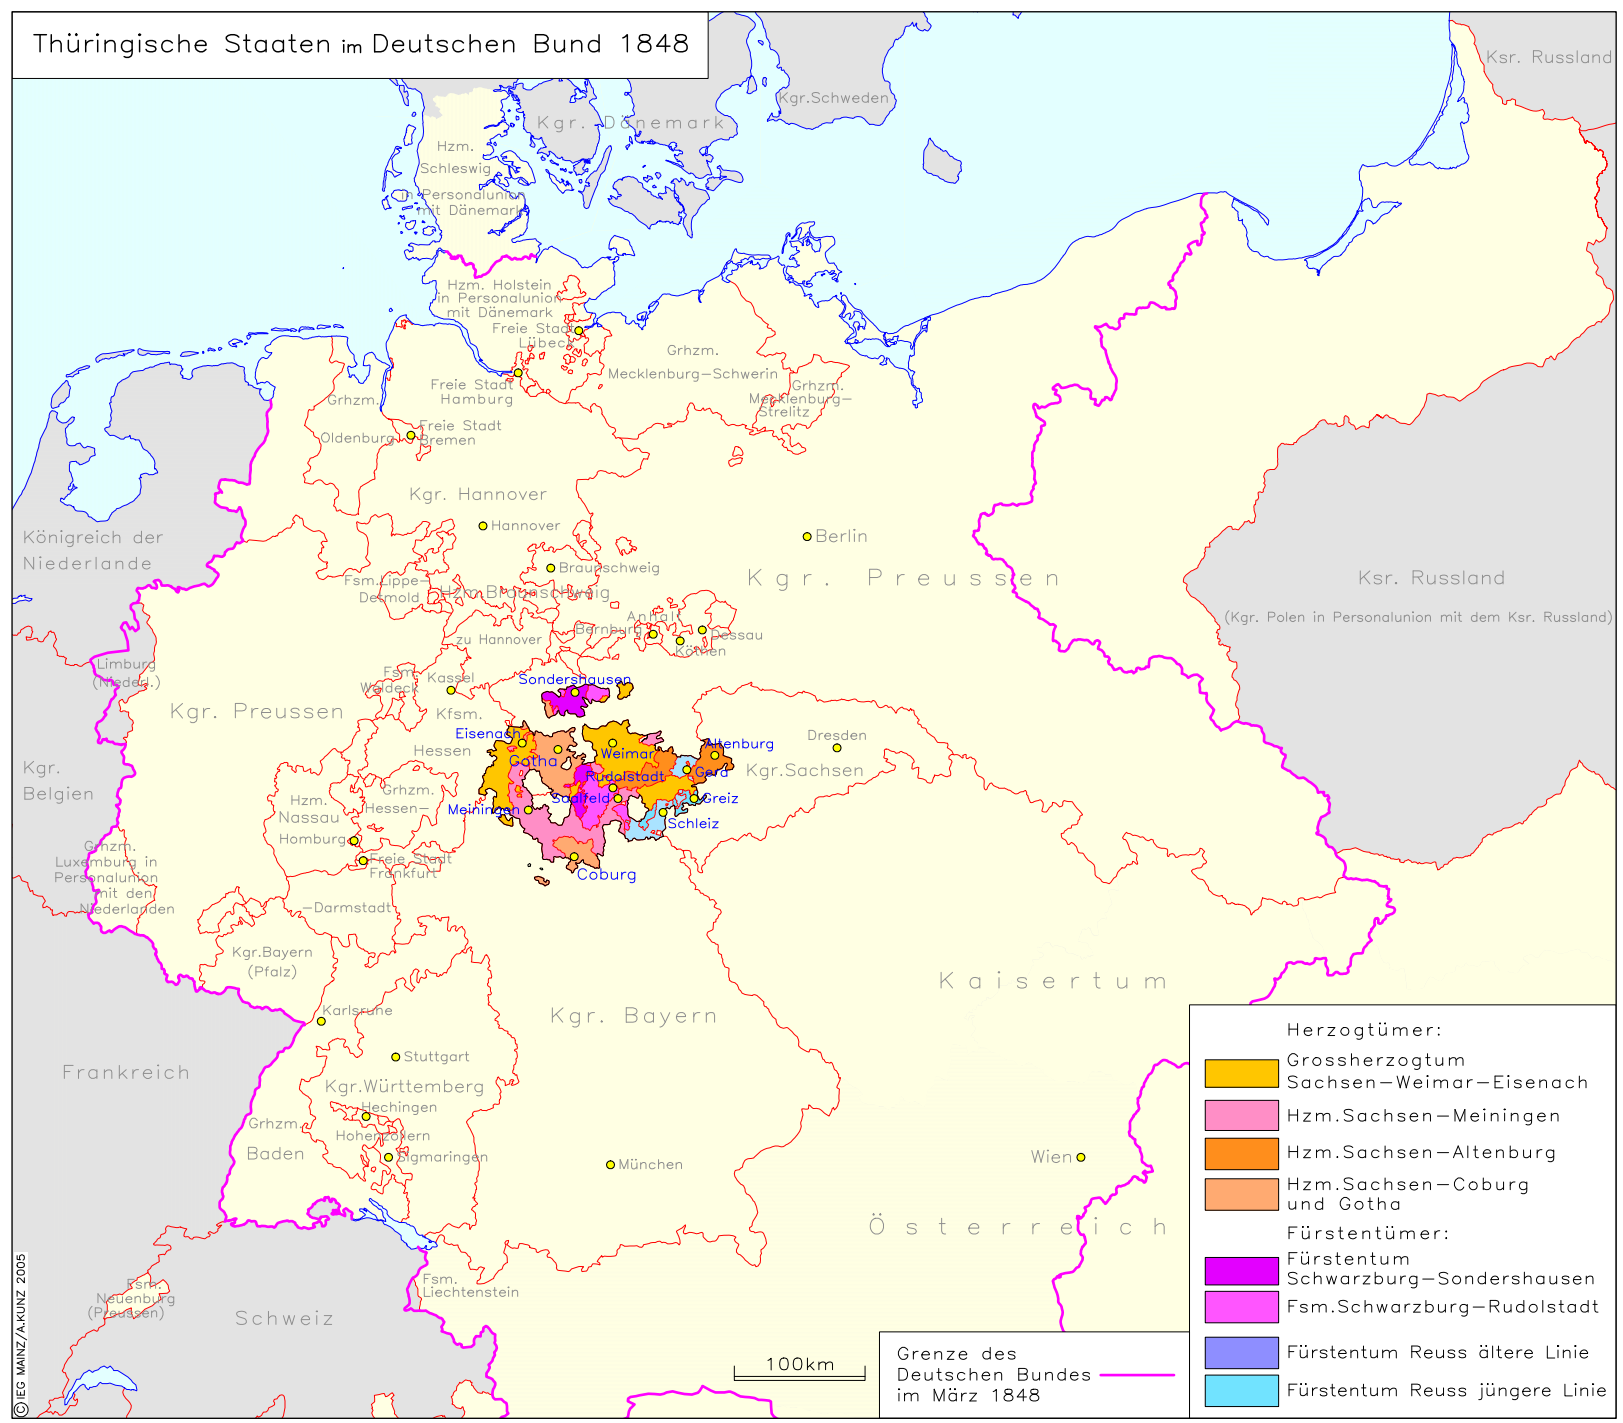 Thüringische Staaten im Deutschen Bund 1848
Ksr. Russland
Kgr.Schweden
Kgr. Dänemark
Hzm.
Schleswig
in Personalunion
mit Dänemark
Hzm. Holstein
in Personalunion
mit Dänemark
Freie Stadt
Lübeck
Grhzm.
Mecklenburg-Schwerin
Grhzm.
Mecklenburg-
Strelitz
Freie Stadt
Hamburg
Grhzm.
Oldenburg
Freie Stadt
Bremen
Kgr. Hannover
Hannover
Berlin
Königreich der
Niederlande
Braunschweig
Kgr. Preussen
Fsm.Lippe-
Detmold
Hzm.Braunschweig
Ksr. Russland
(Kgr. Polen in Personalunion mit dem Ksr. Russland)
Anhalt
Bernburg
Dessau
Köthen
zu Hannover
Limburg
(Niederl.)
Fsm.
Waldeck
Kassel
Sondershausen
Kgr. Preussen
Kfsm.
Hessen
Eisenach
Gotha
Weimar
Altenburg
Dresden
Kgr.Sachsen
Rudolstadt
Gera
Kgr.
Belgien
Grhzm.
Hessen-
Hzm.
Nassau
Meiningen
Saalfeld
Greiz
Schleiz
Homburg
Freie Stadt
Frankfurt
Coburg
Grhzm.
Luxemburg in
Personalunion
mit den
Niederlanden
-Darmstadt
Kgr.Bayern
(Pfalz)
Kaisertum
Karlsruhe
Kgr. Bayern
Stuttgart
Frankreich
Kgr.Württemberg
Hechingen
Grhzm.
Baden
Hohenzollern
Sigmaringen
München
Wien
Österreich
Fsm.
Liechtenstein
Fsm.
Neuenburg
(Preussen)
Schweiz
100km
Grenze des
Deutschen Bundes
im März 1848
Herzogtümer:
Grossherzogtum
Sachsen-Weimar-Eisenach
Hzm.Sachsen-Meiningen
Hzm.Sachsen-Altenburg
Hzm.Sachsen-Coburg
und Gotha
Fürstentümer:
Fürstentum
Schwarzburg-Sondershausen
Fsm.Schwarzburg-Rudolstadt
Fürstentum Reuss ältere Linie
Fürstentum Reuss jüngere Linie
©IEG MAINZ/A.KUNZ 2005